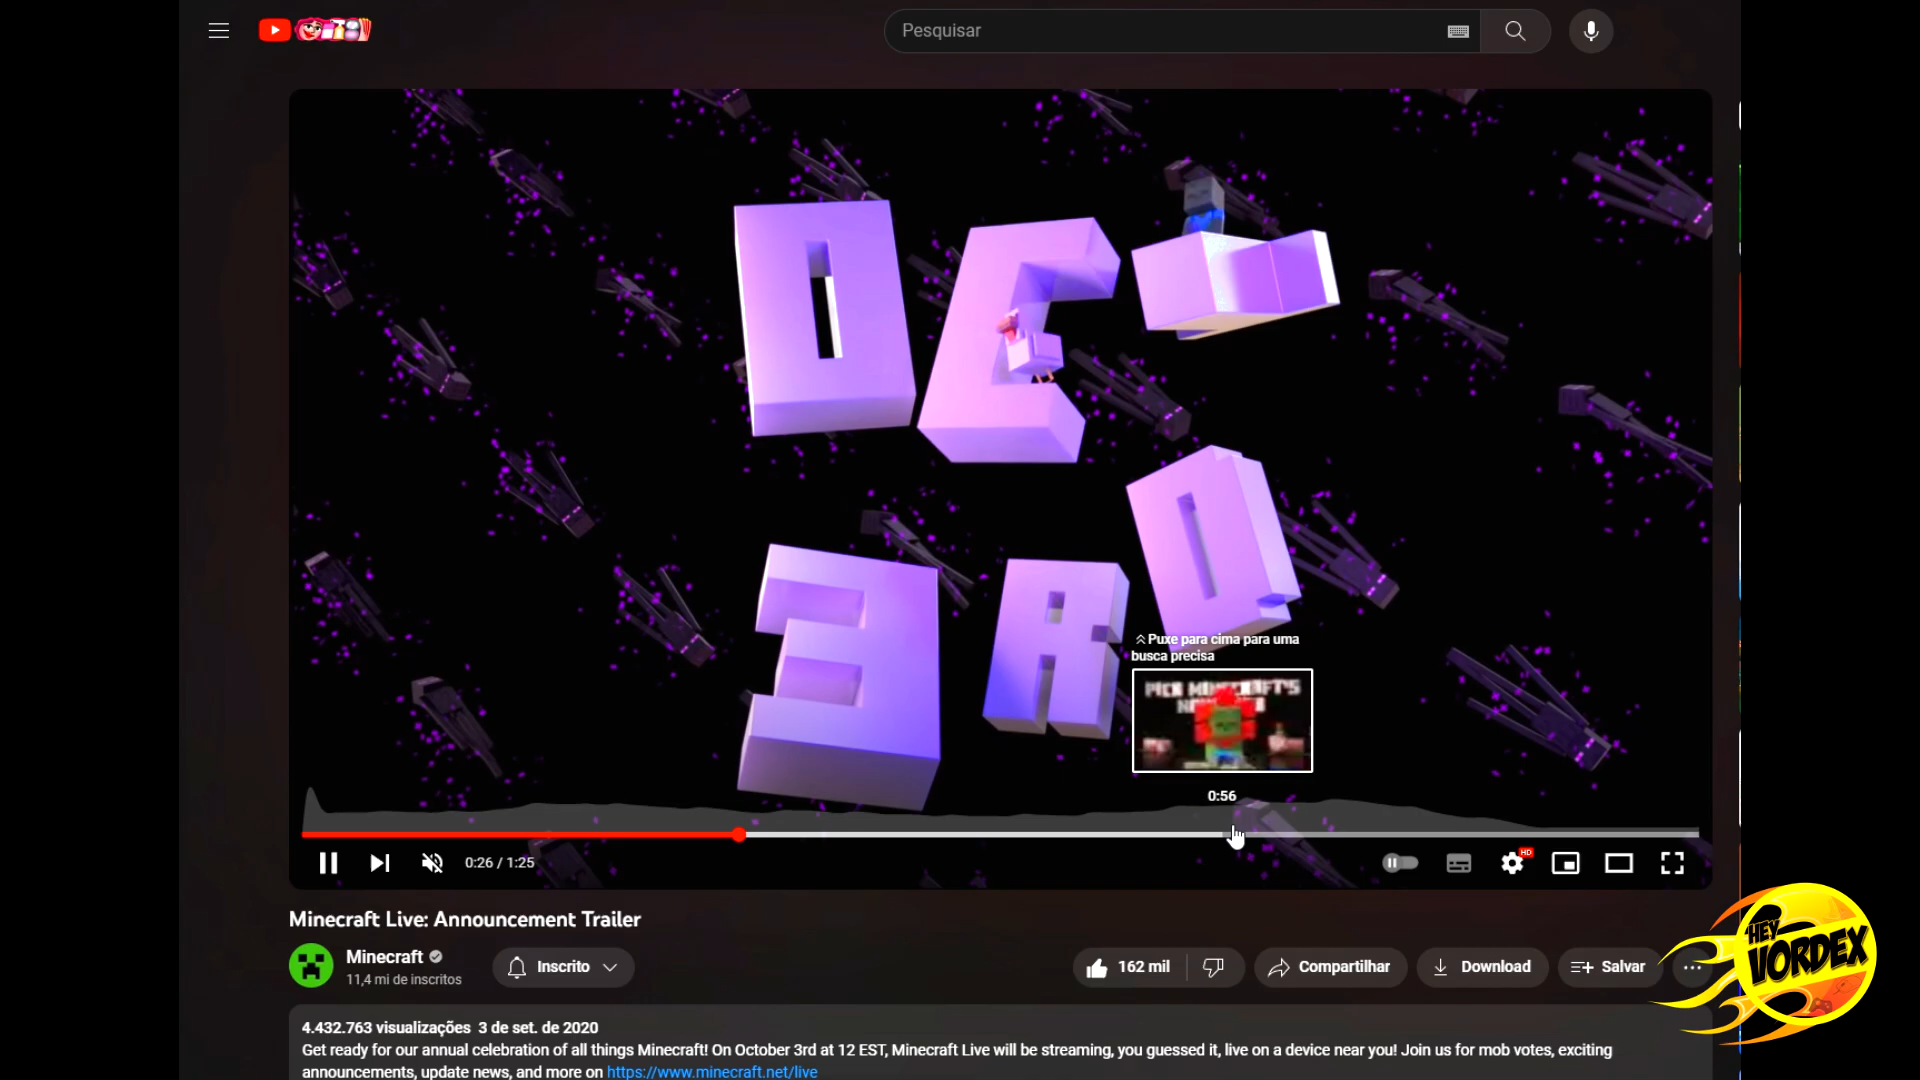 Pesquisar
OCT
3RD
Puxe para cima para uma
busca precisa
PICK MINECRAFT'S
0:56
0:26 / 1:25
HD
Minecraft Live: Announcement Trailer
Minecraft
11,4 mi de inscritos
Inscrito
162 mil
Compartilhar
Download
Salvar
HEY
VORDEX
4.432.763 visualizações 3 de set. de 2020
Get ready for our annual celebration of all things Minecraft! On October 3rd at 12 EST, Minecraft Live will be streaming, you guessed it, live on a device near you! Join us for mob votes, exciting
announcements, update news, and more on https://www.minecraft.net/live